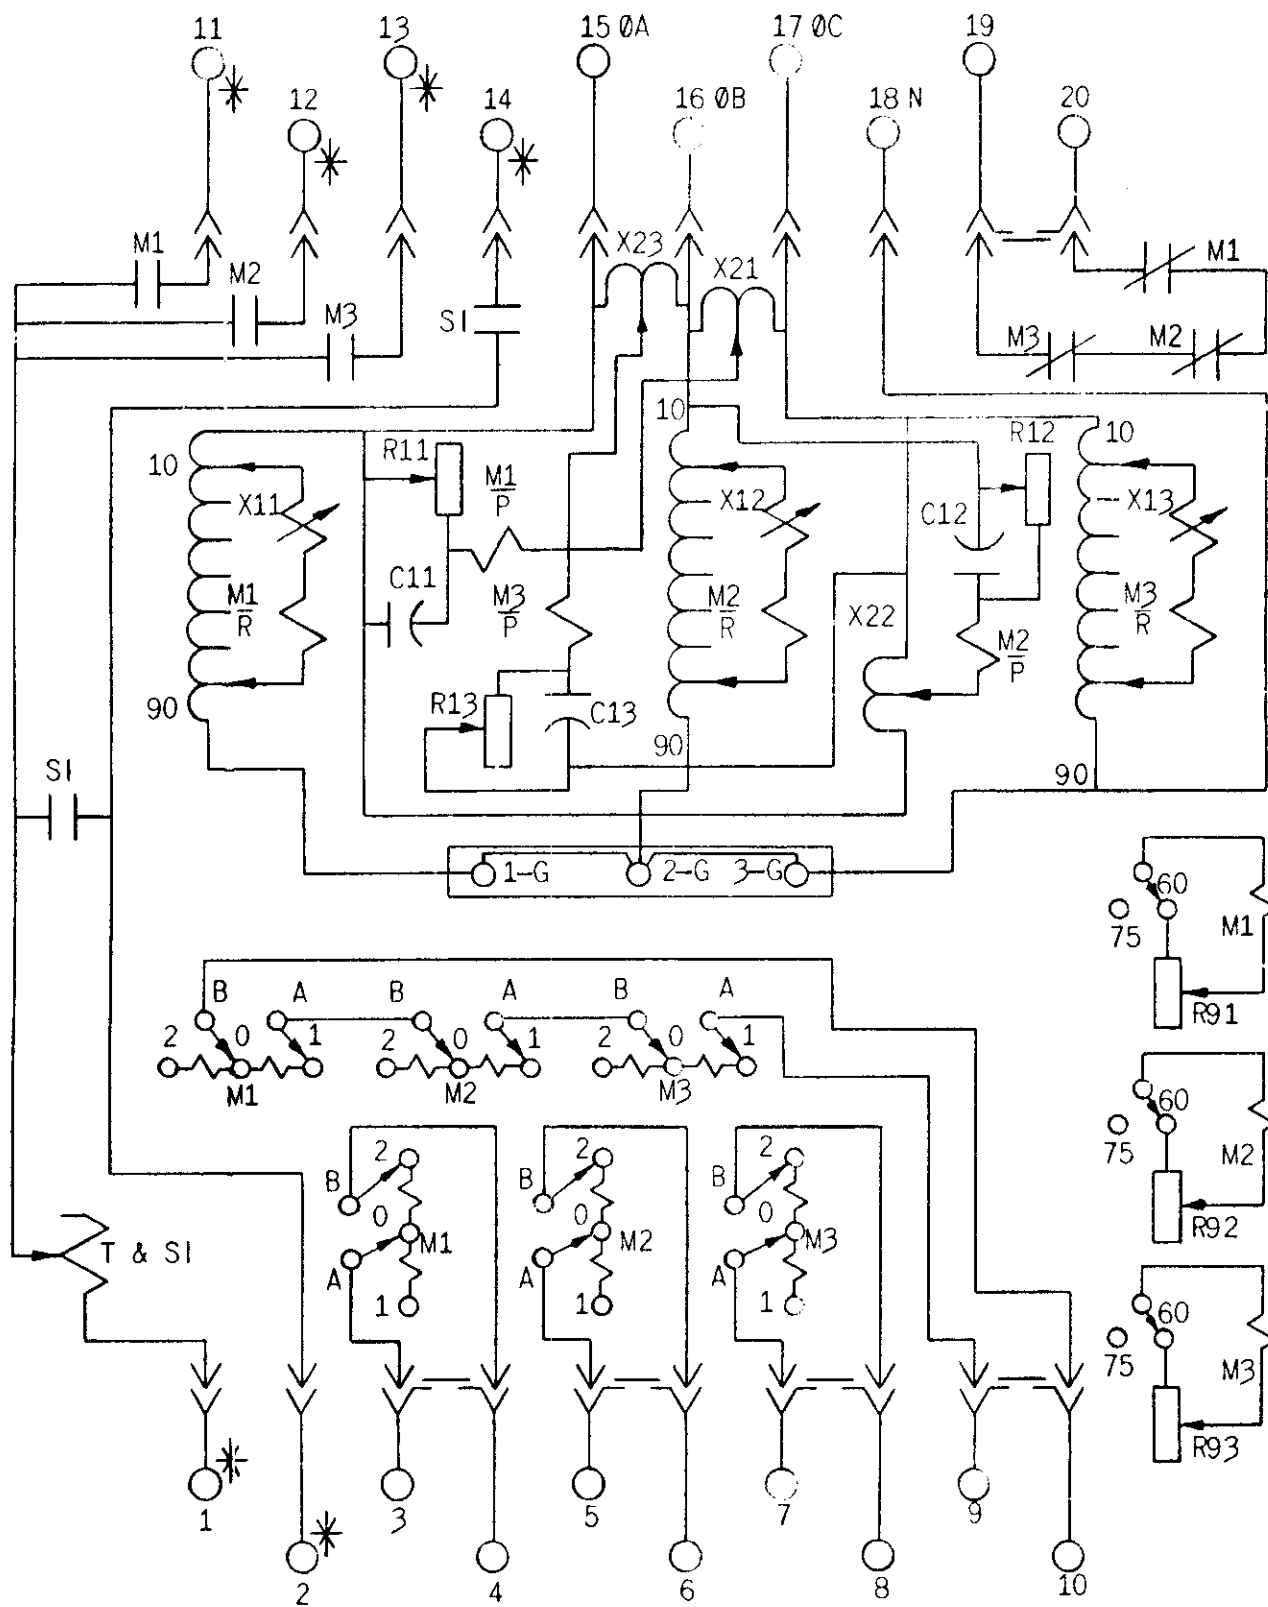 11
13
15 ØA
17 ØC
19
12
14
16 ØB
18 N
20
M1
X23
X21
M1
M2
M3
SI
M3
M2
10
10
R12
10
R11
M1
P
X11
X12
C12
X13
C11
M1
R
M3
P
M2
R
X22
M3
R
M2
P
90
R13
C13
90
90
SI
1-G
2-G
3-G
60
75
M1
R91
B
A
B
A
B
A
2
0
1
2
0
1
2
0
1
M1
M2
M3
60
75
M2
R92
2
2
2
B
B
B
0
0
0
M1
M2
M3
A
A
A
1
1
1
T & SI
60
75
M3
R93
1
3
5
7
9
2
4
6
8
10